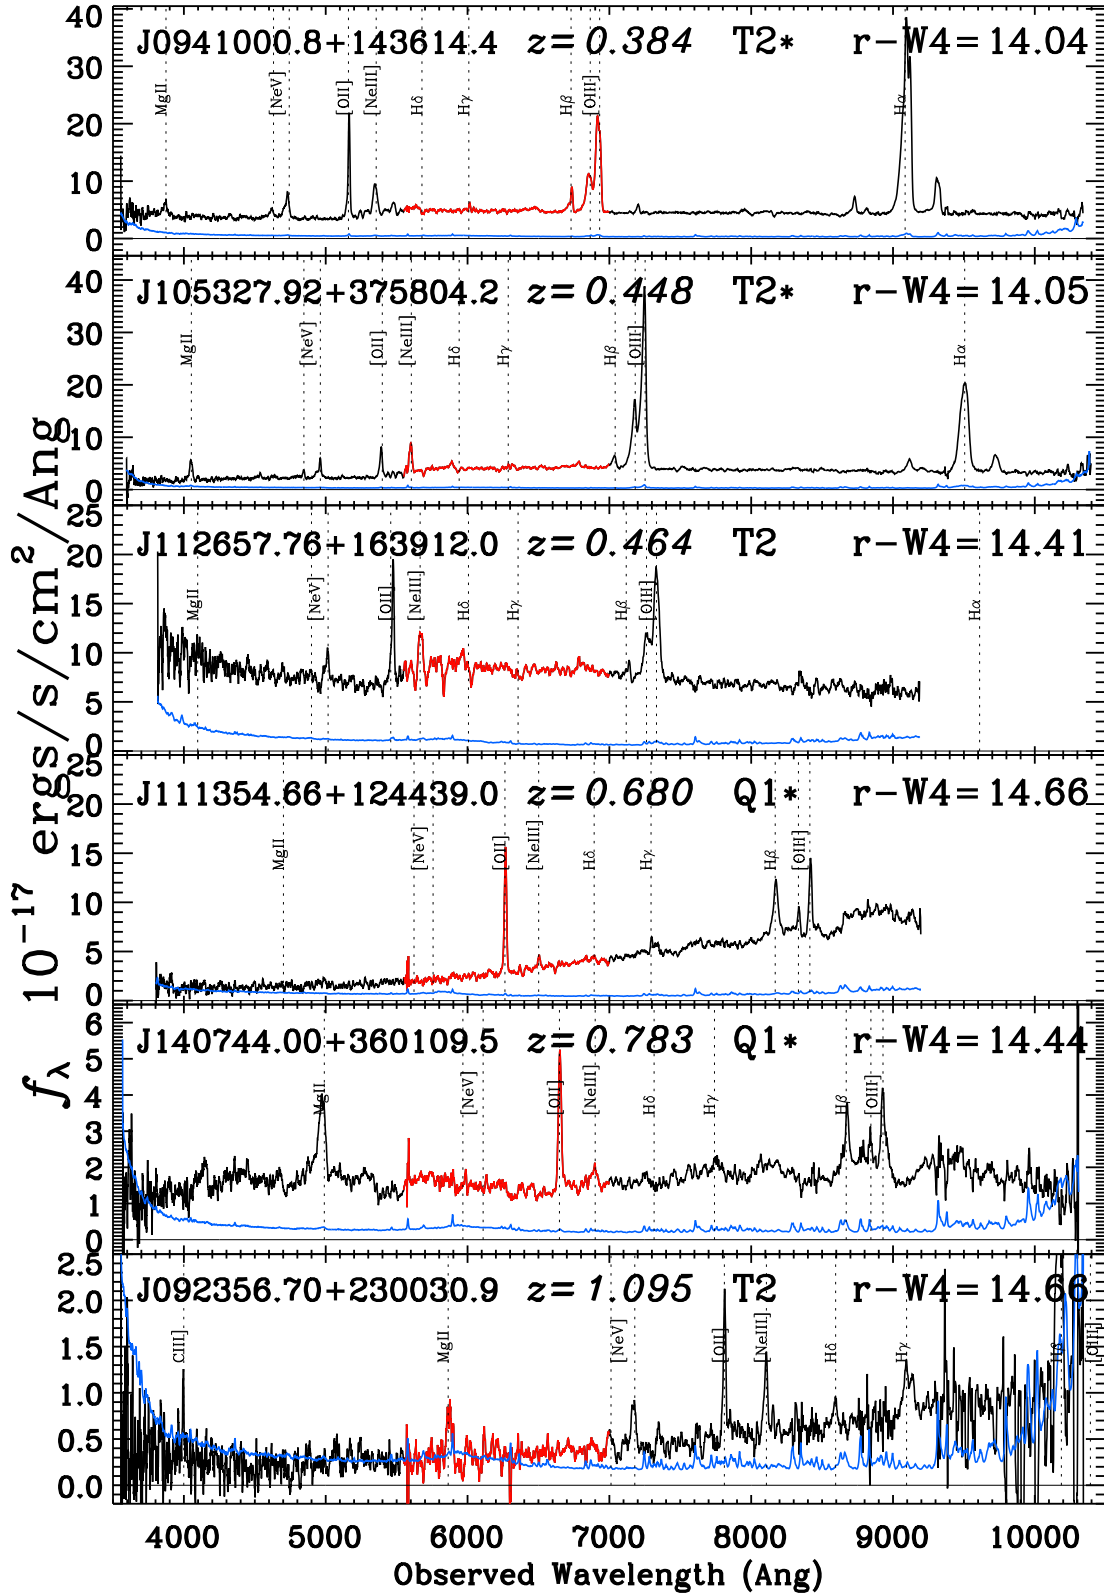 J0941000.8+143614.4 z=0.384 T2* r-W4=14.04
MgII [NeV] [OII] [NeIII] Hδ Hγ Hβ [OIII] Hα
40
30
20
10
0
J105327.92+375804.2 z=0.448 T2* r-W4=14.05
MgII [NeV] [OII] [NeIII] Hδ Hγ Hβ [OIII] Hα
40
30
20
10
0
J112657.76+163912.0 z=0.464 T2 r-W4=14.41
MgII [NeV] [OII] [NeIII] Hδ Hγ Hβ [OIII] Hα
25
20
15
10
5
0
J111354.66+124439.0 z=0.680 Q1* r-W4=14.66
MgII [NeV] [OII] [NeIII] Hδ Hγ Hβ [OIII]
25
20
15
10
5
0
J140744.00+360109.5 z=0.783 Q1* r-W4=14.44
MgII [NeV] [OII] [NeIII] Hδ Hγ Hβ [OIII]
6
5
4
3
2
1
0
J092356.70+230030.9 z=1.095 T2 r-W4=14.66
CIII] MgII [NeV] [OII] [NeIII] Hδ Hγ Hβ [OIII]
2.5
2.0
1.5
1.0
0.5
0.0
4000 5000 6000 7000 8000 9000 10000
Observed Wavelength (Ang)
fλ 10⁻¹⁷ ergs/s/cm²/Ang